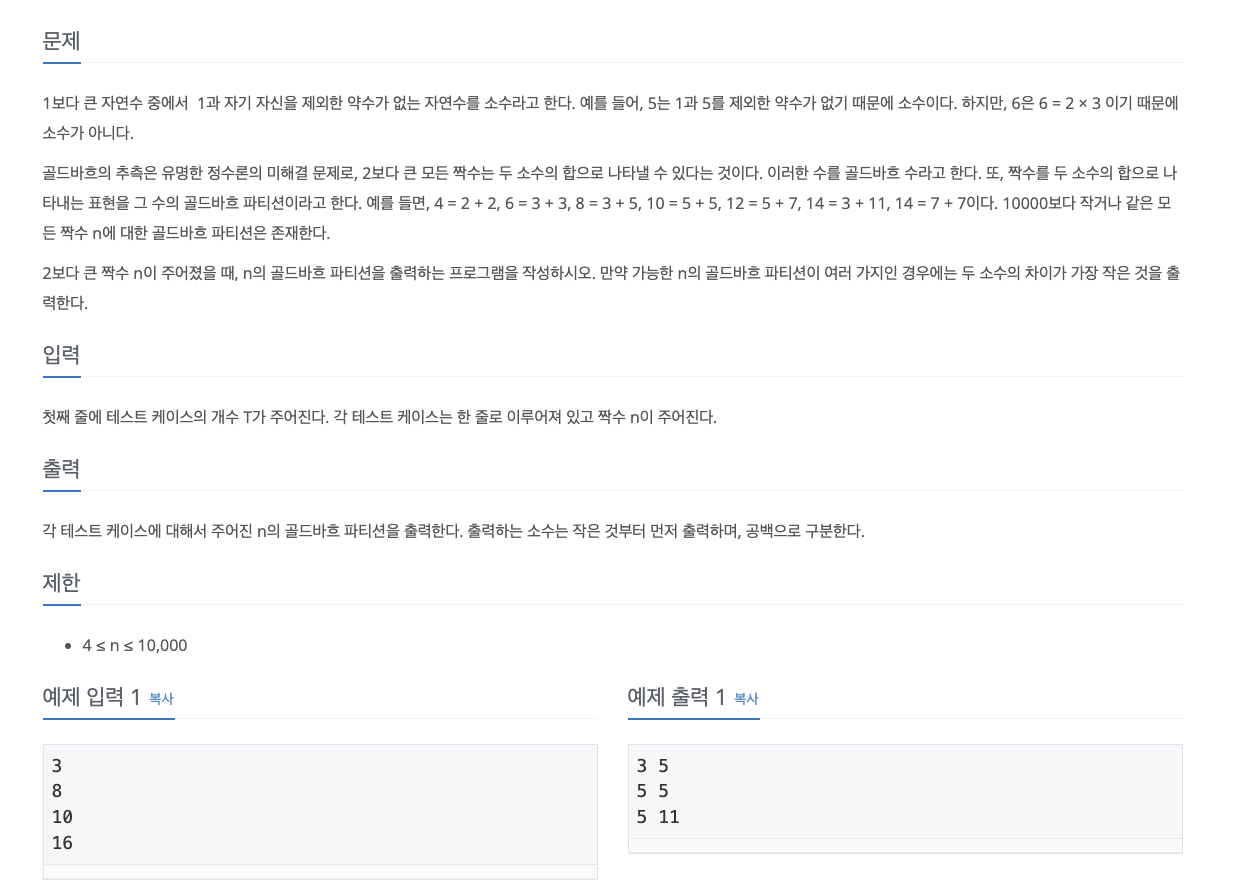 문제
1보다 큰 자연수 중에서  1과 자기 자신을 제외한 약수가 없는 자연수를 소수라고 한다. 예를 들어, 5는 1과 5를 제외한 약수가 없기 때문에 소수이다. 하지만, 6은 6 = 2 × 3 이기 때문에
소수가 아니다.
골드바흐의 추측은 유명한 정수론의 미해결 문제로, 2보다 큰 모든 짝수는 두 소수의 합으로 나타낼 수 있다는 것이다. 이러한 수를 골드바흐 수라고 한다. 또, 짝수를 두 소수의 합으로 나
타내는 표현을 그 수의 골드바흐 파티션이라고 한다. 예를 들면, 4 = 2 + 2, 6 = 3 + 3, 8 = 3 + 5, 10 = 5 + 5, 12 = 5 + 7, 14 = 3 + 11, 14 = 7 + 7이다. 10000보다 작거나 같은 모
든 짝수 n에 대한 골드바흐 파티션은 존재한다.
2보다 큰 짝수 n이 주어졌을 때, n의 골드바흐 파티션을 출력하는 프로그램을 작성하시오. 만약 가능한 n의 골드바흐 파티션이 여러 가지인 경우에는 두 소수의 차이가 가장 작은 것을 출
력한다.
입력
첫째 줄에 테스트 케이스의 개수 T가 주어진다. 각 테스트 케이스는 한 줄로 이루어져 있고 짝수 n이 주어진다.
출력
각 테스트 케이스에 대해서 주어진 n의 골드바흐 파티션을 출력한다. 출력하는 소수는 작은 것부터 먼저 출력하며, 공백으로 구분한다.
제한
• 4 ≤ n ≤ 10,000
예제 입력 1 복사
3
8
10
16
예제 출력 1 복사
3 5
5 5
5 11